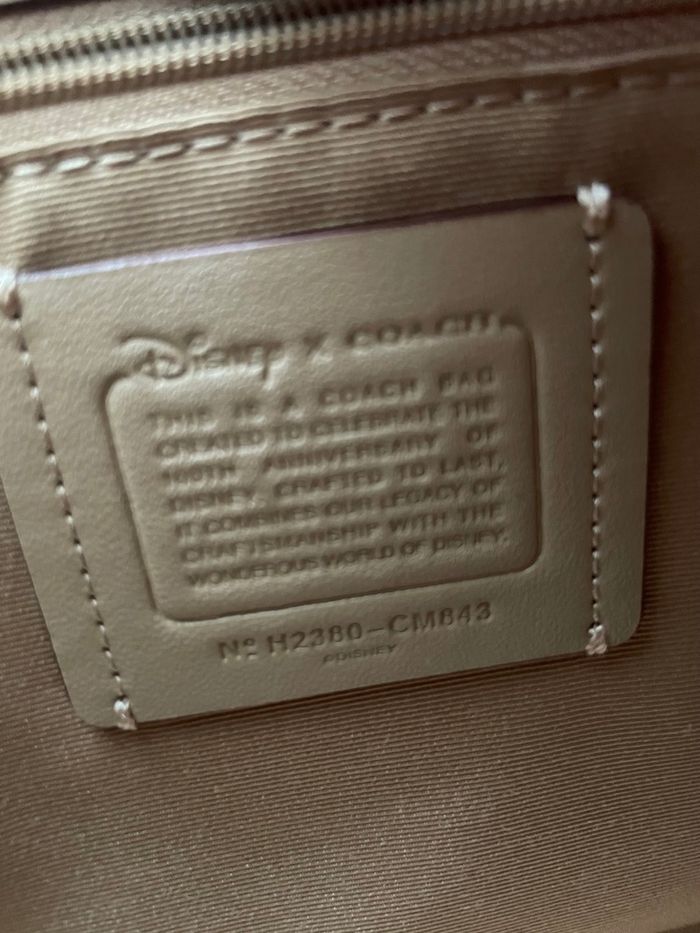 Disney X COACH
THIS IS A COACH BAG
CREATED TO CELEBRATE THE
100TH ANNIVERSARY OF
DISNEY. CRAFTED TO LAST,
IT COMBINES OUR LEGACY OF
CRAFTSMANSHIP WITH THE
WONDEROUS WORLD OF DISNEY.
Nº H2380-CM843
©DISNEY